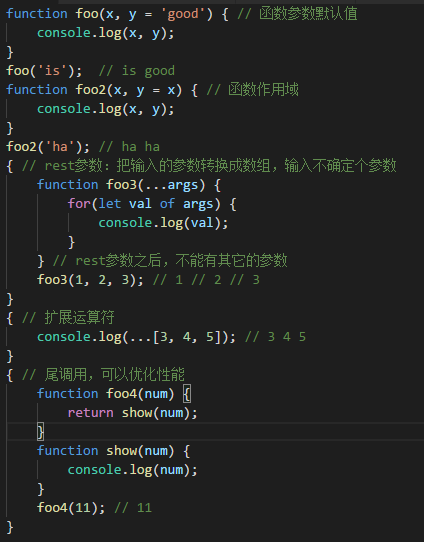 function foo(x, y = 'good') { // 函数参数默认值
    console.log(x, y);
}
foo('is');  // is good
function foo2(x, y = x) { // 函数作用域
    console.log(x, y);
}
foo2('ha'); // ha ha
{ // rest参数：把输入的参数转换成数组，输入不确定个参数
    function foo3(...args) {
        for(let val of args) {
            console.log(val);
        }
    } // rest参数之后，不能有其它的参数
    foo3(1, 2, 3); // 1 // 2 // 3
}
{ // 扩展运算符
    console.log(...[3, 4, 5]); // 3 4 5
}
{ // 尾调用，可以优化性能
    function foo4(num) {
        return show(num);
    }
    function show(num) {
        console.log(num);
    }
    foo4(11); // 11
}